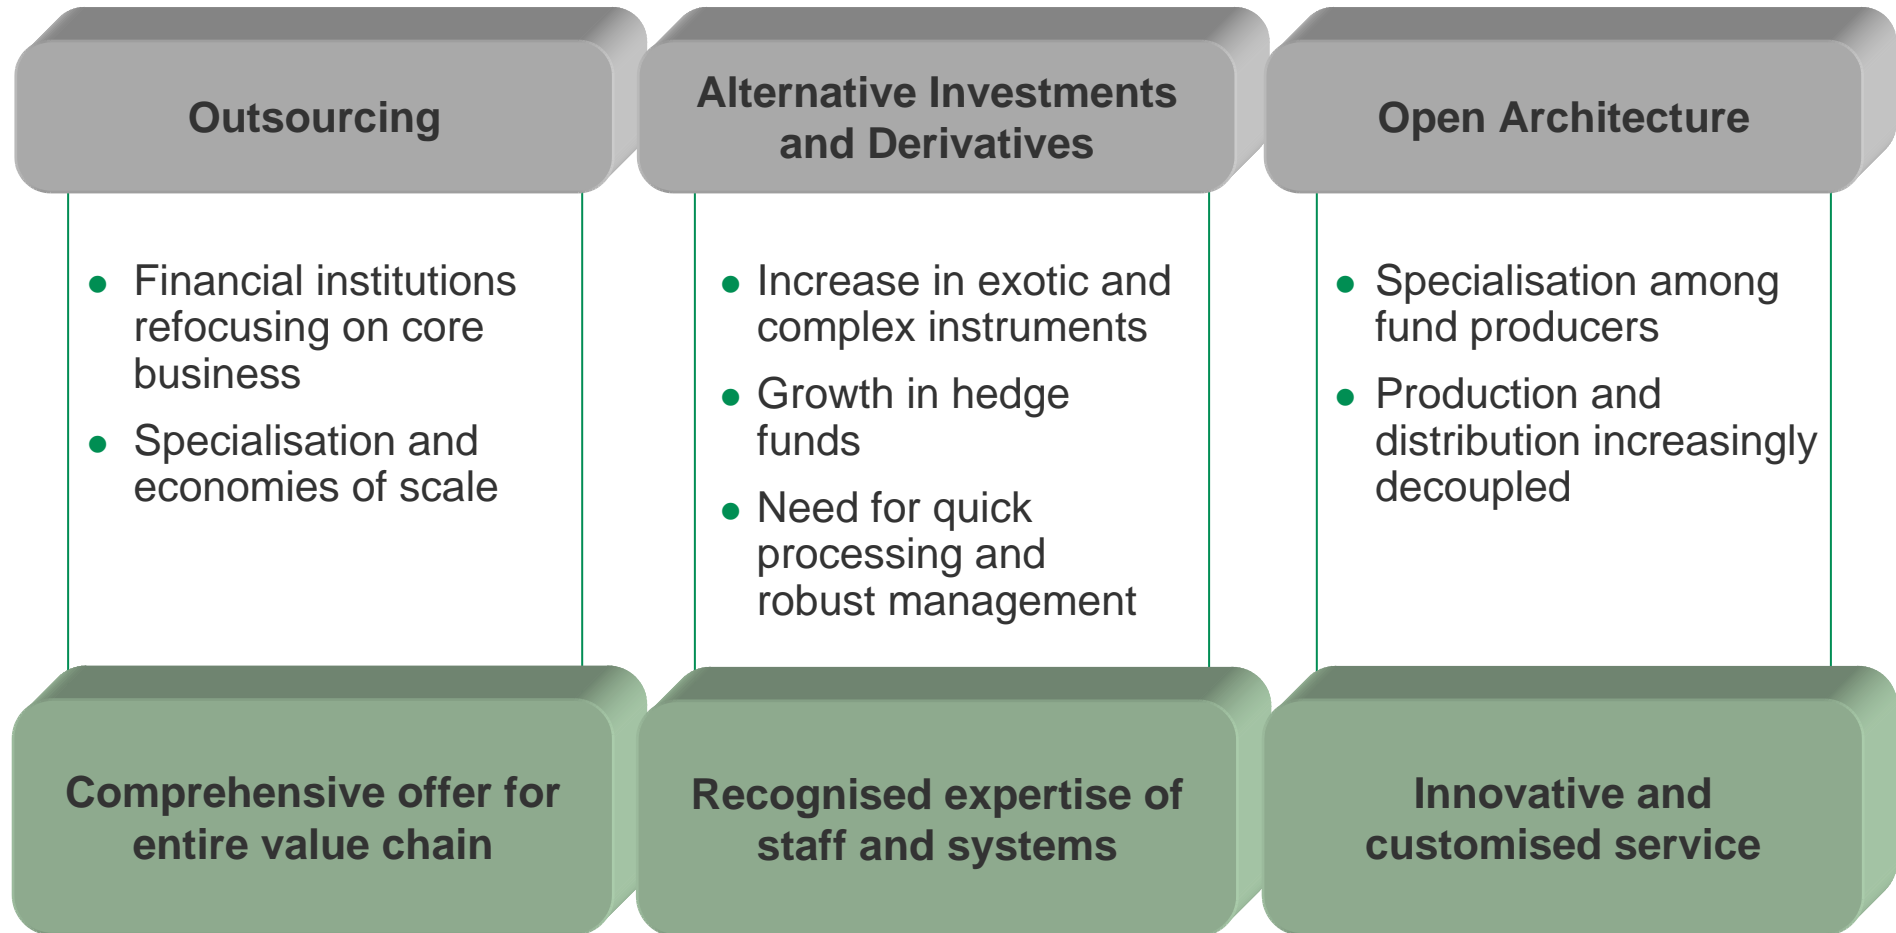 Outsourcing
● Financial institutions
refocusing on core
business
● Specialisation and
economies of scale
Comprehensive offer for
entire value chain
Alternative Investments
and Derivatives
● Increase in exotic and
complex instruments
● Growth in hedge
funds
● Need for quick
processing and
robust management
Recognised expertise of
staff and systems
Open Architecture
● Specialisation among
fund producers
● Production and
distribution increasingly
decoupled
Innovative and
customised service